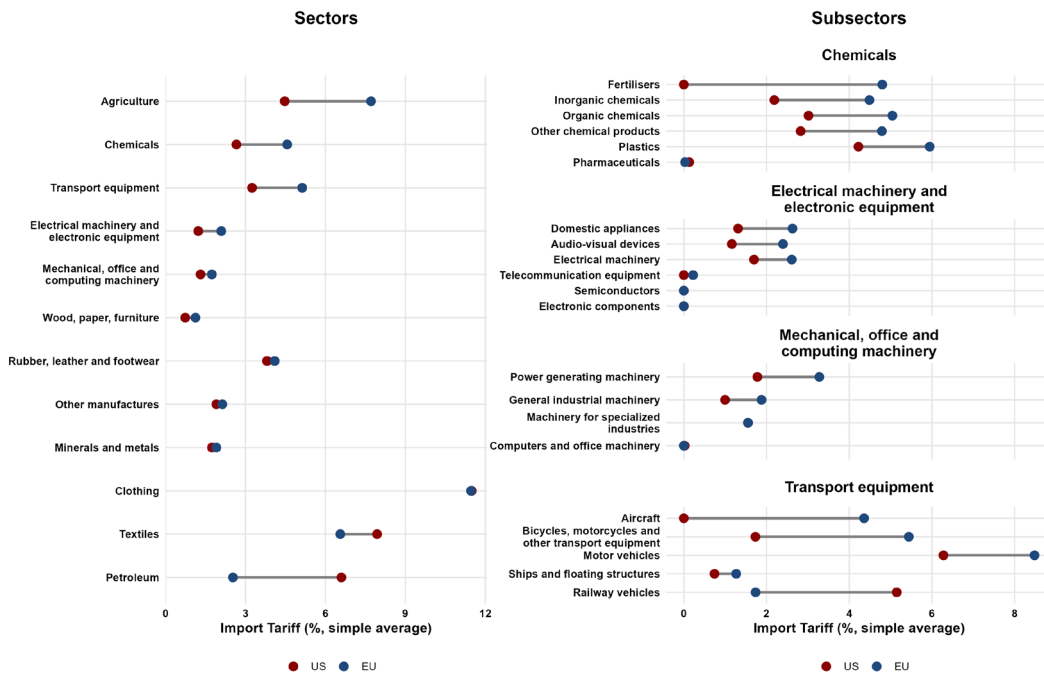 Sectors
Agriculture
Chemicals
Transport equipment
Electrical machinery and
electronic equipment
Mechanical, office and
computing machinery
Wood, paper, furniture
Rubber, leather and footwear
Other manufactures
Minerals and metals
Clothing
Textiles
Petroleum
0 3 6 9 12
Import Tariff (%, simple average)
US EU
Subsectors
Chemicals
Fertilisers
Inorganic chemicals
Organic chemicals
Other chemical products
Plastics
Pharmaceuticals
Electrical machinery and
electronic equipment
Domestic appliances
Audio-visual devices
Electrical machinery
Telecommunication equipment
Semiconductors
Electronic components
Mechanical, office and
computing machinery
Power generating machinery
General industrial machinery
Machinery for specialized
industries
Computers and office machinery
Transport equipment
Aircraft
Bicycles, motorcycles and
other transport equipment
Motor vehicles
Ships and floating structures
Railway vehicles
0 2 4 6 8
Import Tariff (%, simple average)
US EU